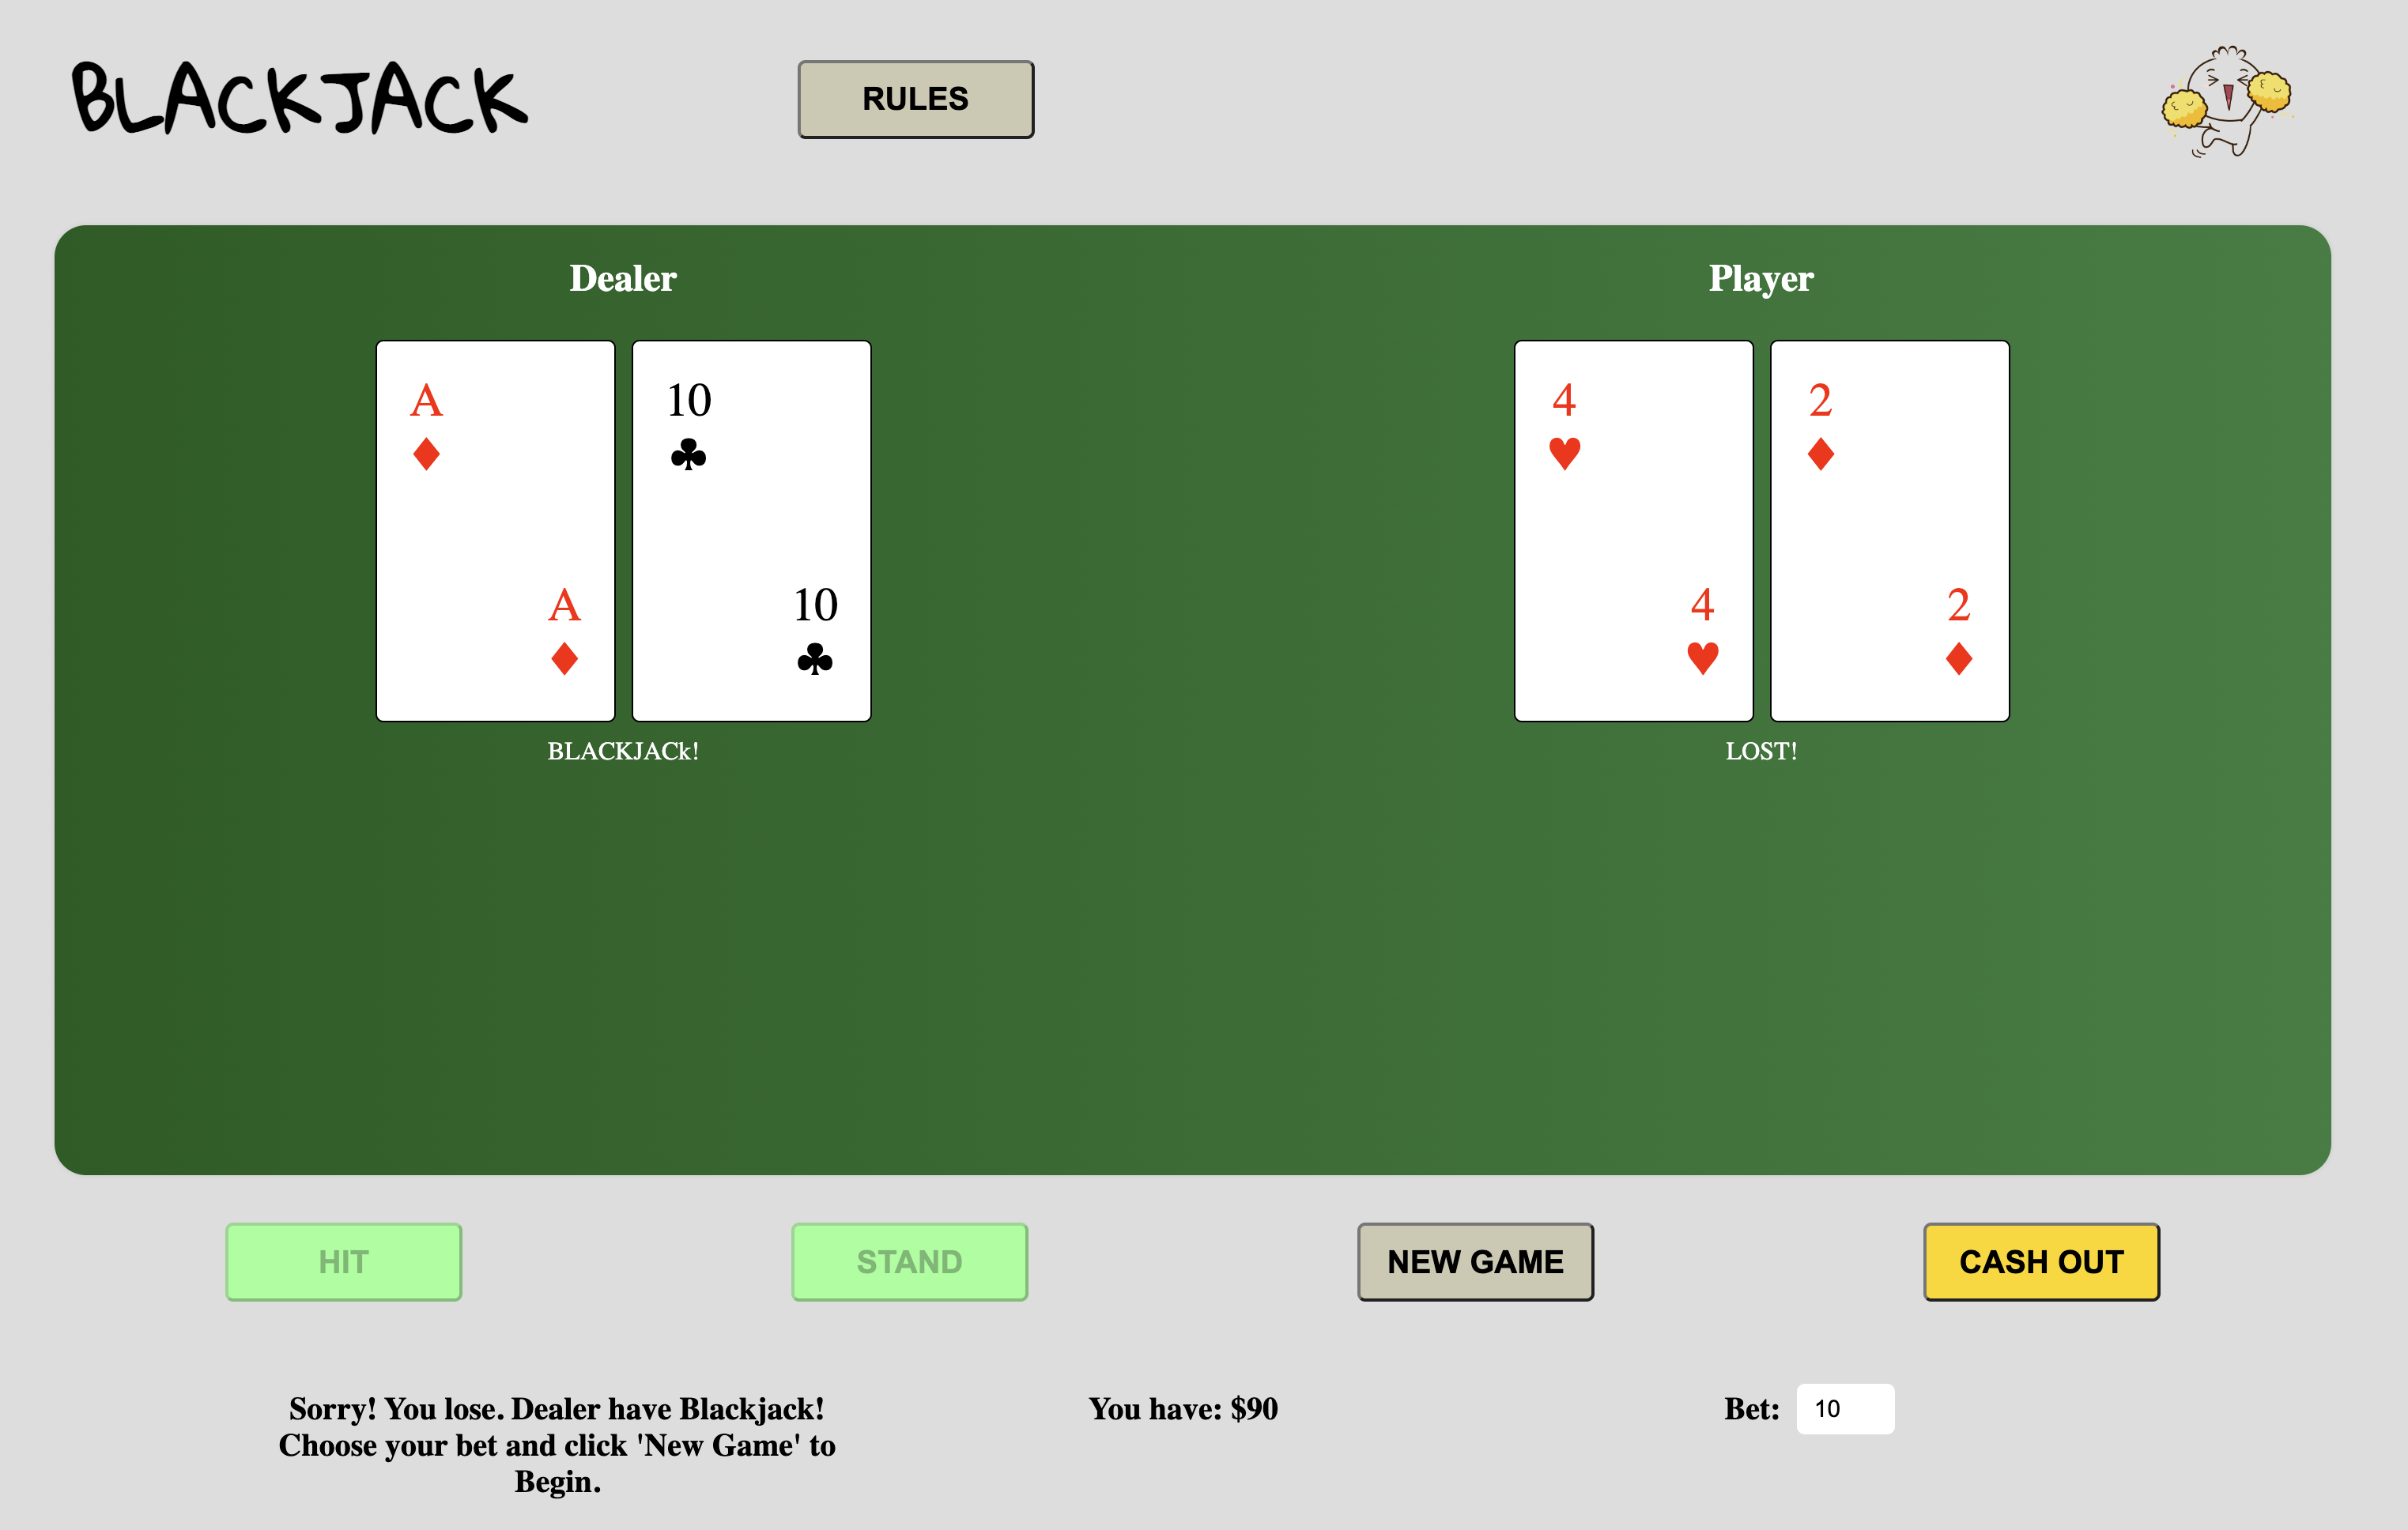 BLACKJACK
RULES
Dealer
Player
A
♦
A
♦
10
♣
10
♣
4
♥
4
♥
2
♦
2
♦
BLACKJACk!
LOST!
HIT
STAND
NEW GAME
CASH OUT
Sorry! You lose. Dealer have Blackjack!
Choose your bet and click 'New Game' to
Begin.
You have: $90
Bet: 10